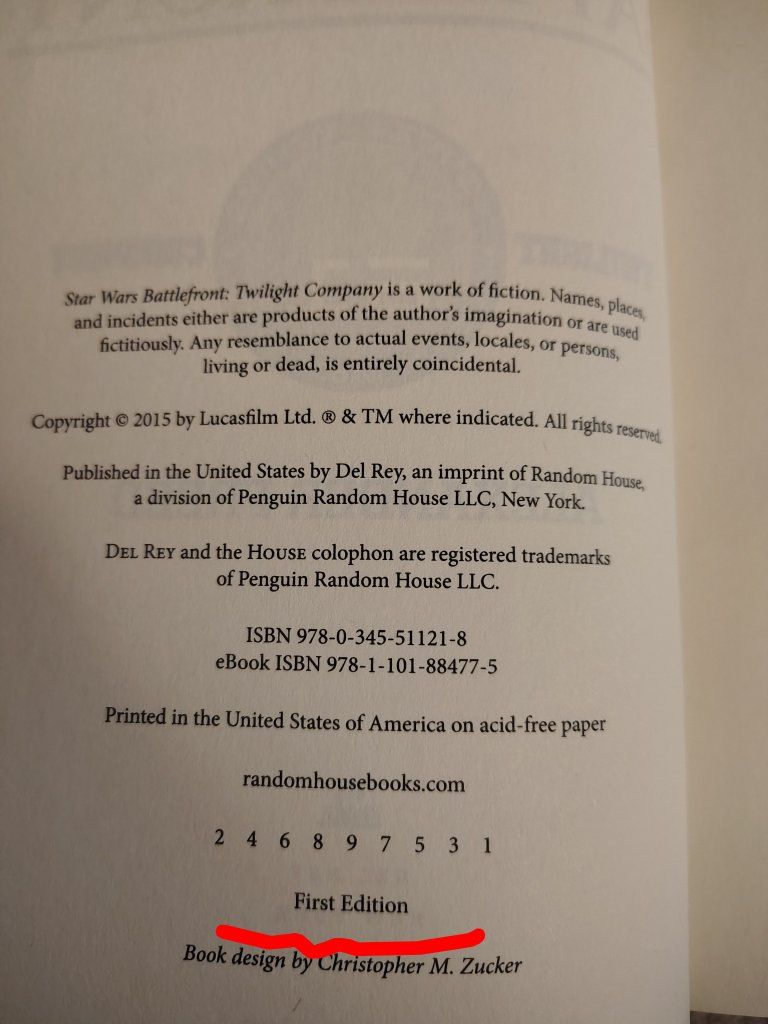 Star Wars Battlefront: Twilight Company is a work of fiction. Names, places,
and incidents either are products of the author's imagination or are used
fictitiously. Any resemblance to actual events, locales, or persons,
living or dead, is entirely coincidental.
Copyright © 2015 by Lucasfilm Ltd. ® & TM where indicated. All rights reserved.
Published in the United States by Del Rey, an imprint of Random House,
a division of Penguin Random House LLC, New York.
DEL REY and the HOUSE colophon are registered trademarks
of Penguin Random House LLC.
ISBN 978-0-345-51121-8
eBook ISBN 978-1-101-88477-5
Printed in the United States of America on acid-free paper
randomhousebooks.com
2 4 6 8 9 7 5 3 1
First Edition
Book design by Christopher M. Zucker